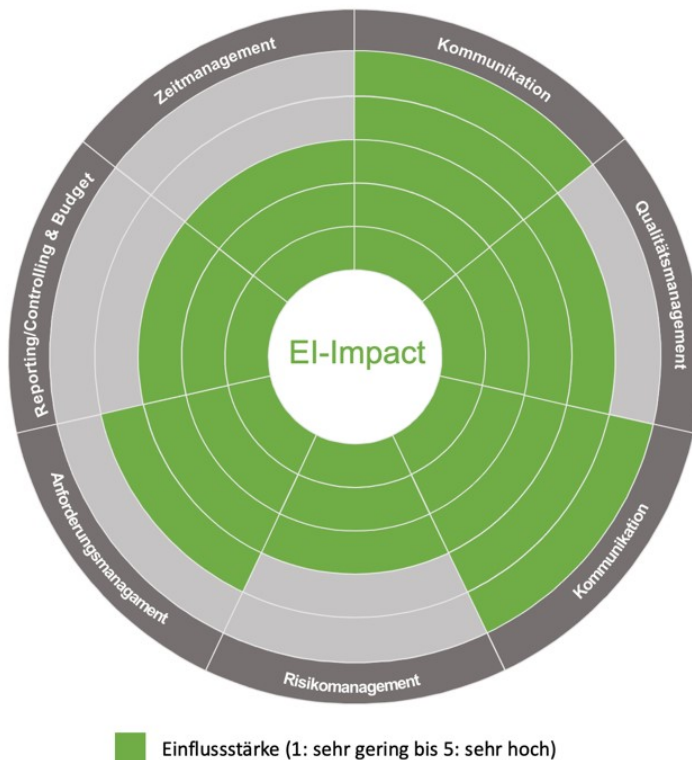 Zeitmanagement
Kommunikation
Qualitätsmanagement
Kommunikation
Risikomanagement
Anforderungsmanagament
Reporting/Controlling & Budget
EI-Impact
Einflussstärke (1: sehr gering bis 5: sehr hoch)